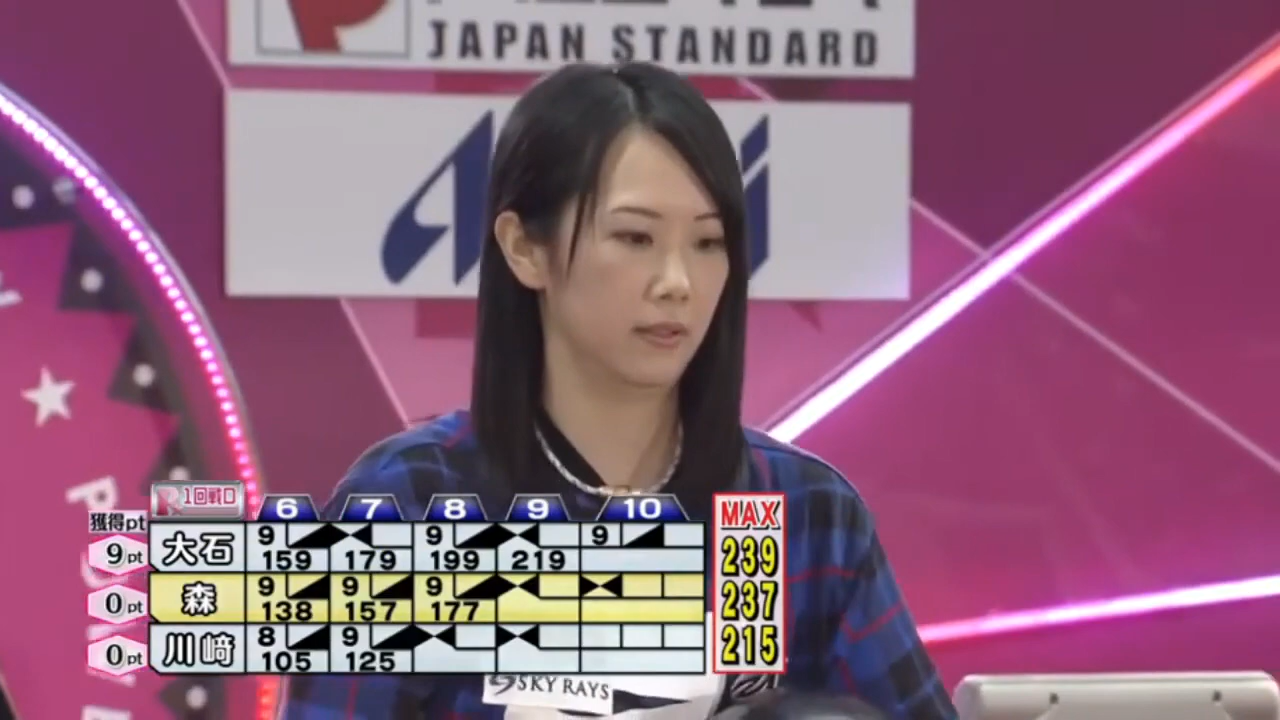 JAPAN STANDARD
1回戦D
6 7 8 9 10
MAX
獲得pt
9pt 大石 9 9 9
159 179 199 219
239
0pt 森 9 9 9
138 157 177
237
0pt 川﨑 8 9
105 125
215
SKY RAYS